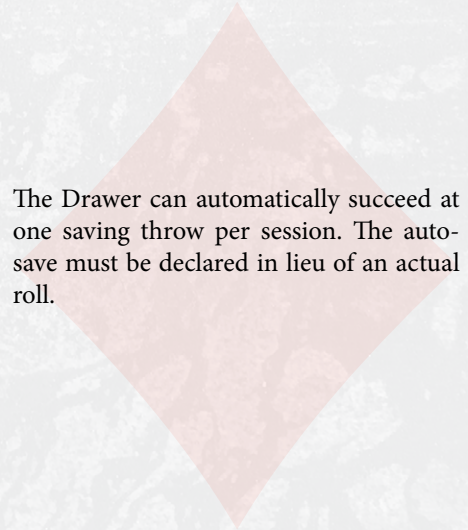 The Drawer can automatically succeed at
one saving throw per session. The auto-
save must be declared in lieu of an actual
roll.